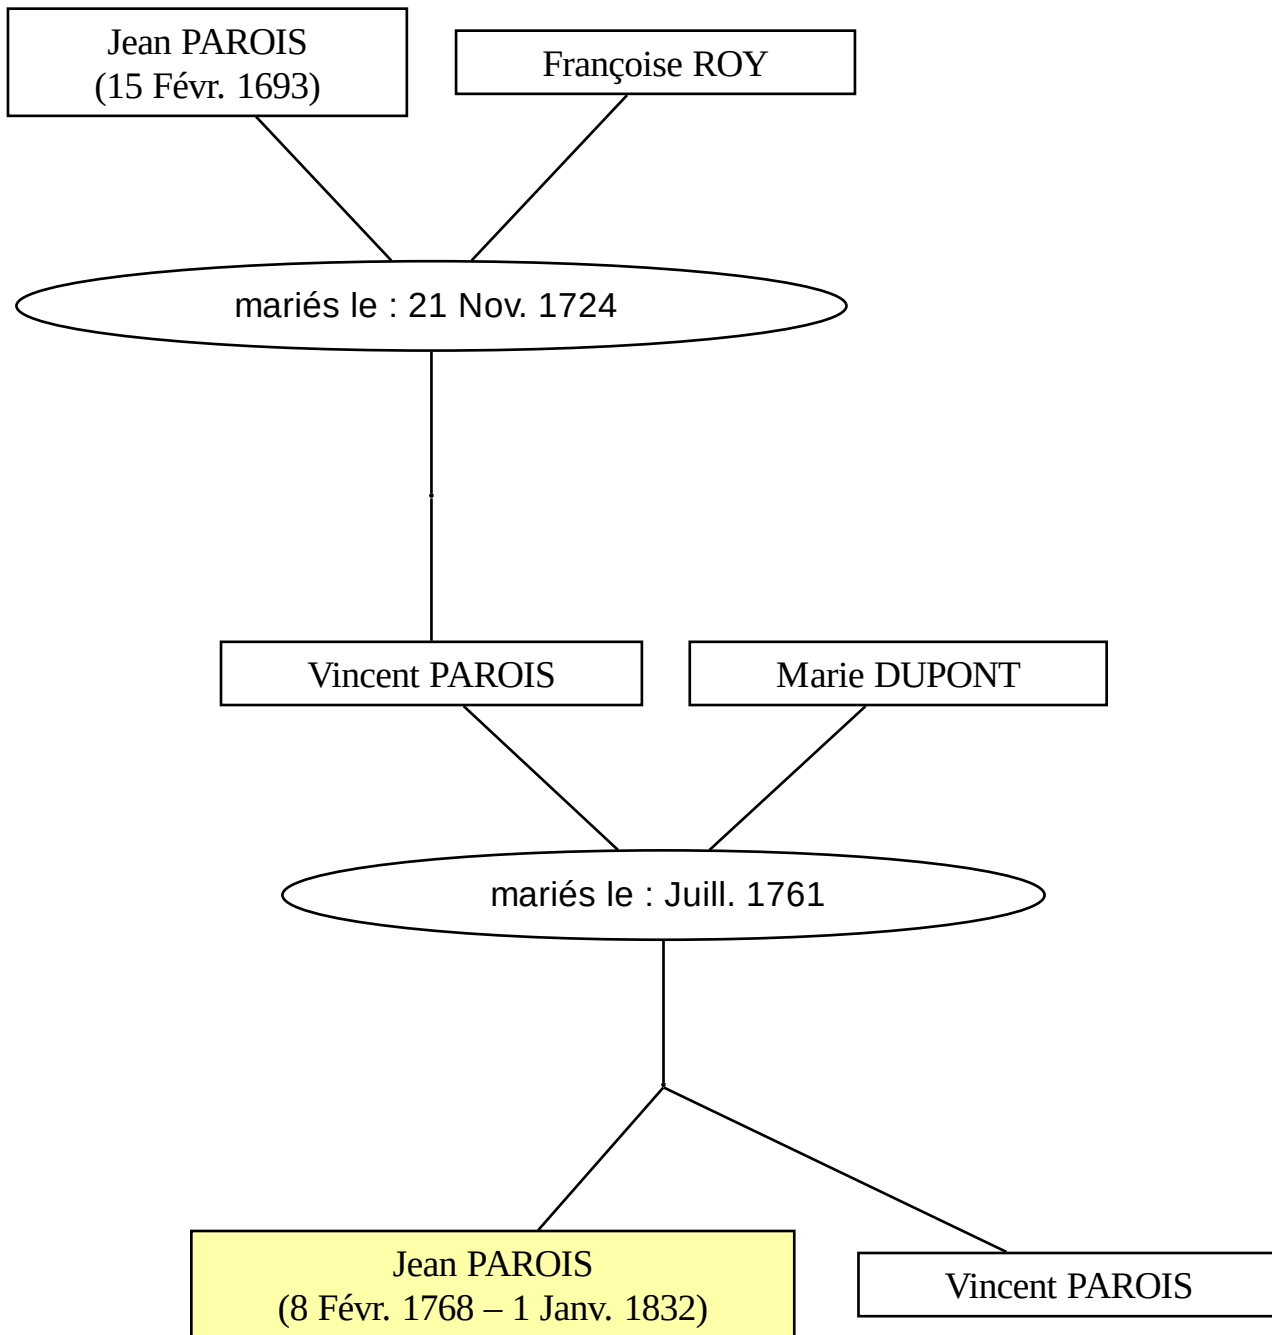 Jean PAROIS
(15 Févr. 1693)
Françoise ROY
mariés le : 21 Nov. 1724
Vincent PAROIS
Marie DUPONT
mariés le : Juill. 1761
Jean PAROIS
(8 Févr. 1768 – 1 Janv. 1832)
Vincent PAROIS